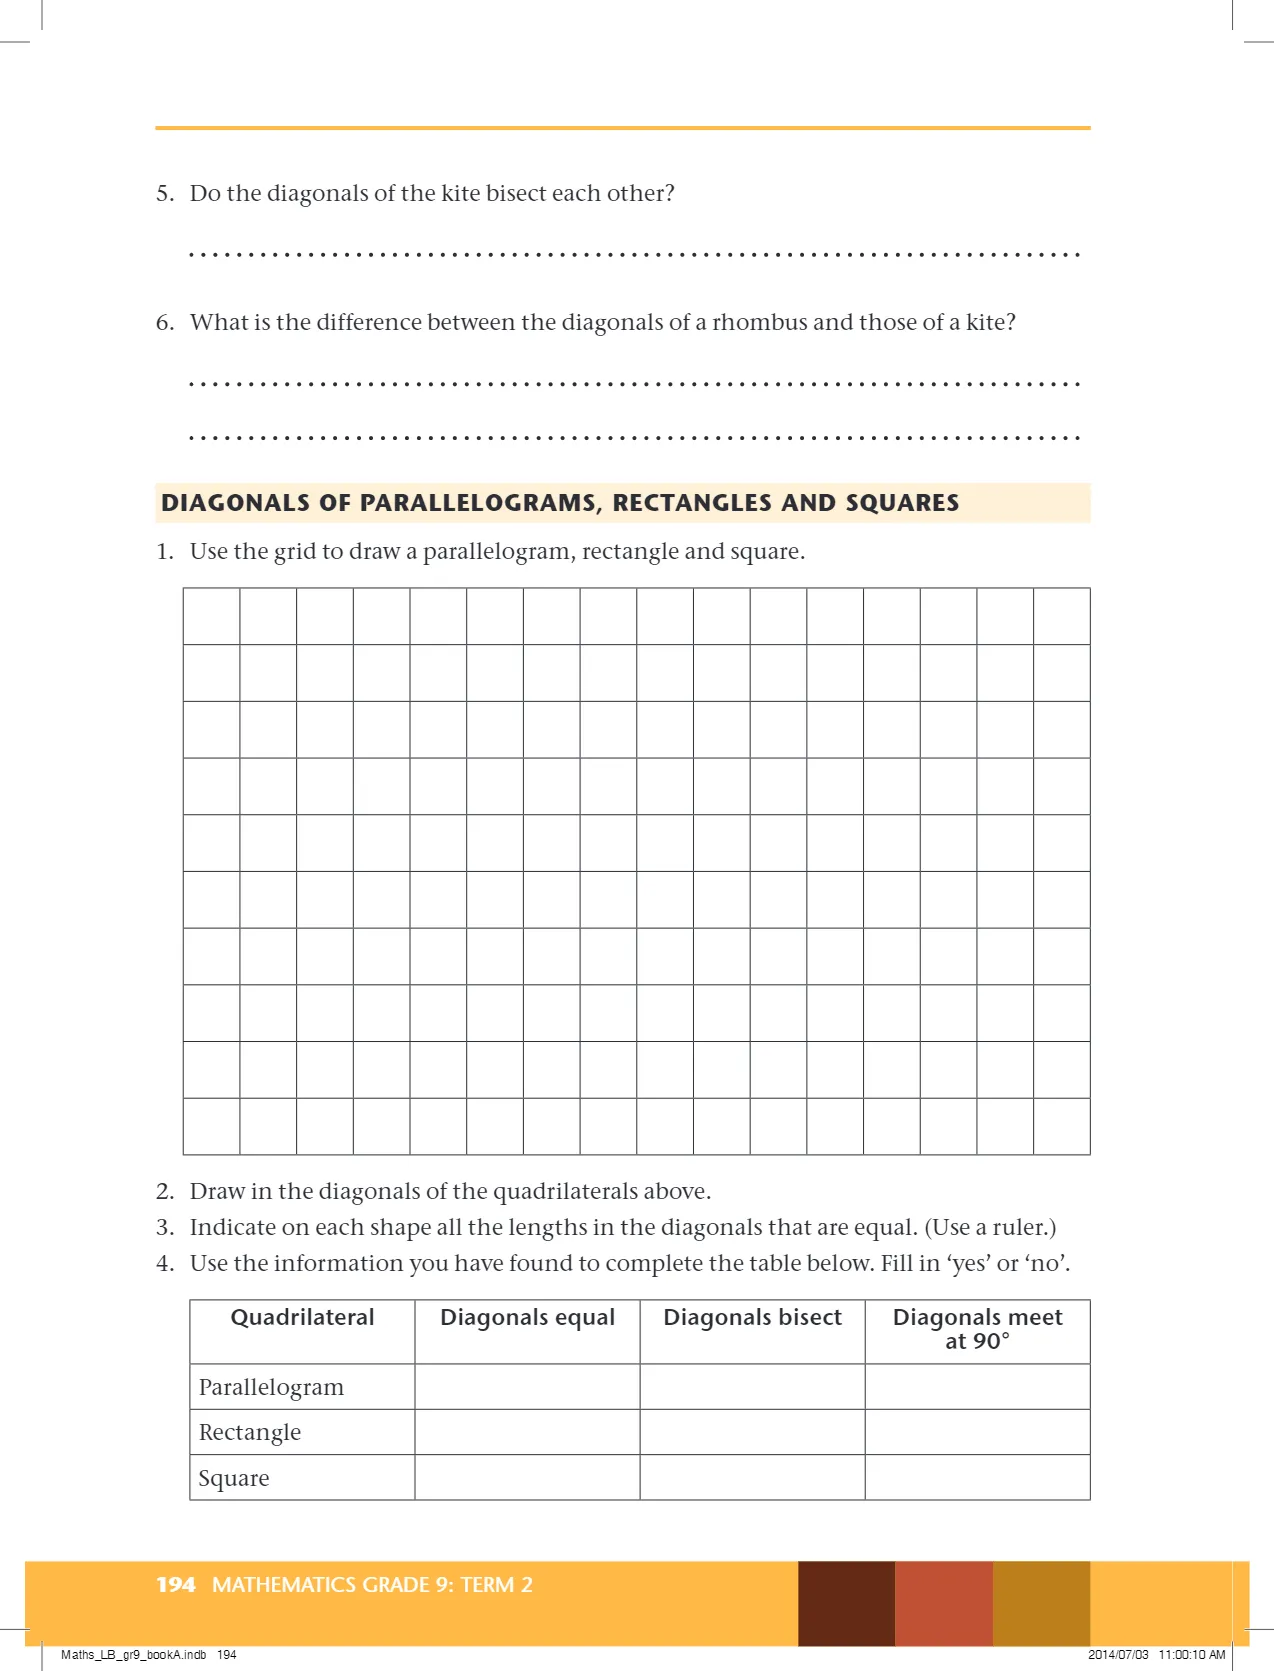 5. Do the diagonals of the kite bisect each other?
6. What is the difference between the diagonals of a rhombus and those of a kite?
DIAGONALS OF PARALLELOGRAMS, RECTANGLES AND SQUARES
1. Use the grid to draw a parallelogram, rectangle and square.
2. Draw in the diagonals of the quadrilaterals above.
3. Indicate on each shape all the lengths in the diagonals that are equal. (Use a ruler.)
4. Use the information you have found to complete the table below. Fill in ‘yes’ or ‘no’.
Quadrilateral Diagonals equal Diagonals bisect Diagonals meet
at 90°
Parallelogram
Rectangle
Square
194 MATHEMATICS GRADE 9: TERM 2
Maths_LB_gr9_bookA.indb 194 2014/07/03 11:00:10 AM